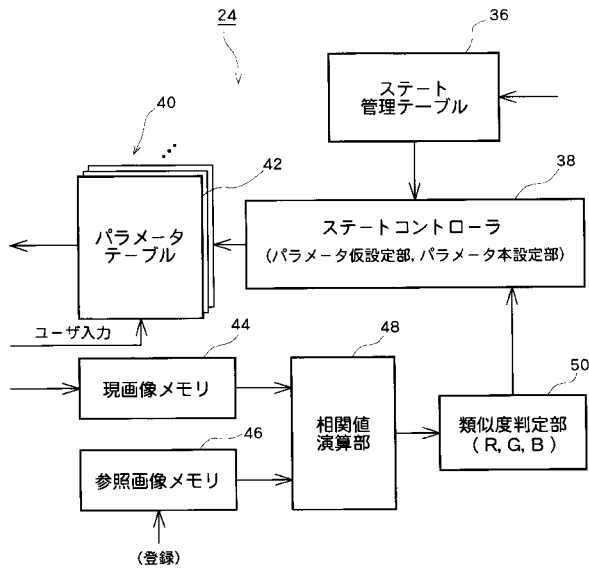 24
36
ステート
管理テーブル
40
42
38
パラメータ
テーブル
ステートコントローラ
(パラメータ仮設定部,パラメータ本設定部)
ユーザ入力
44
48
50
現画像メモリ
相関値
演算部
類似度判定部
(R,G,B)
46
参照画像メモリ
(登録)